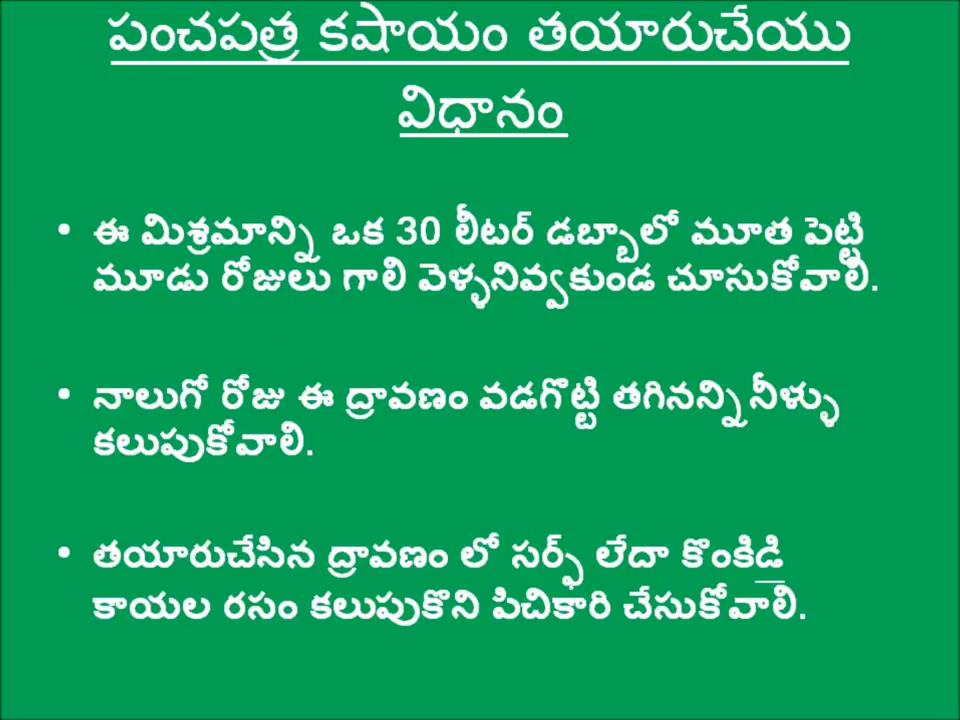 పంచపత్ర కషాయం తయారుచేయు
విధానం
• ఈ మిశ్రమాన్ని ఒక 30 లీటర్ డబ్బాలో మూత పెట్టి
మూడు రోజులు గాలి వెళ్ళనివ్వకుండ చూసుకోవాలి.
• నాలుగో రోజు ఈ ద్రావణం వడగొట్టి తగినన్ని నీళ్ళు
కలుపుకోవాలి.
• తయారుచేసిన ద్రావణం లో సర్ఫ్ లేదా కొంకిడి
కాయల రసం కలుపుకొని పిచికారి చేసుకోవాలి.